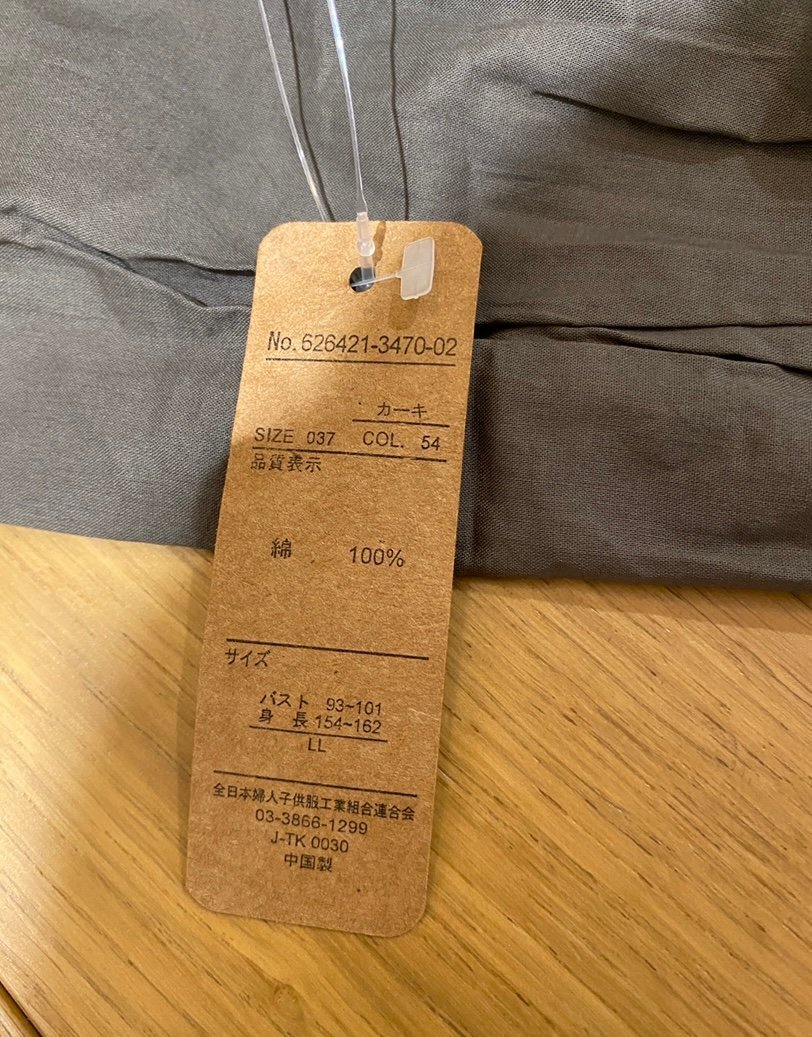 No. 626421-3470-02
カーキ
SIZE 037 COL. 54
品質表示
綿 100%
サイズ
バスト 93~101
身 長 154~162
LL
全日本婦人子供服工業組合連合会
03-3866-1299
J-TK 0030
中国製